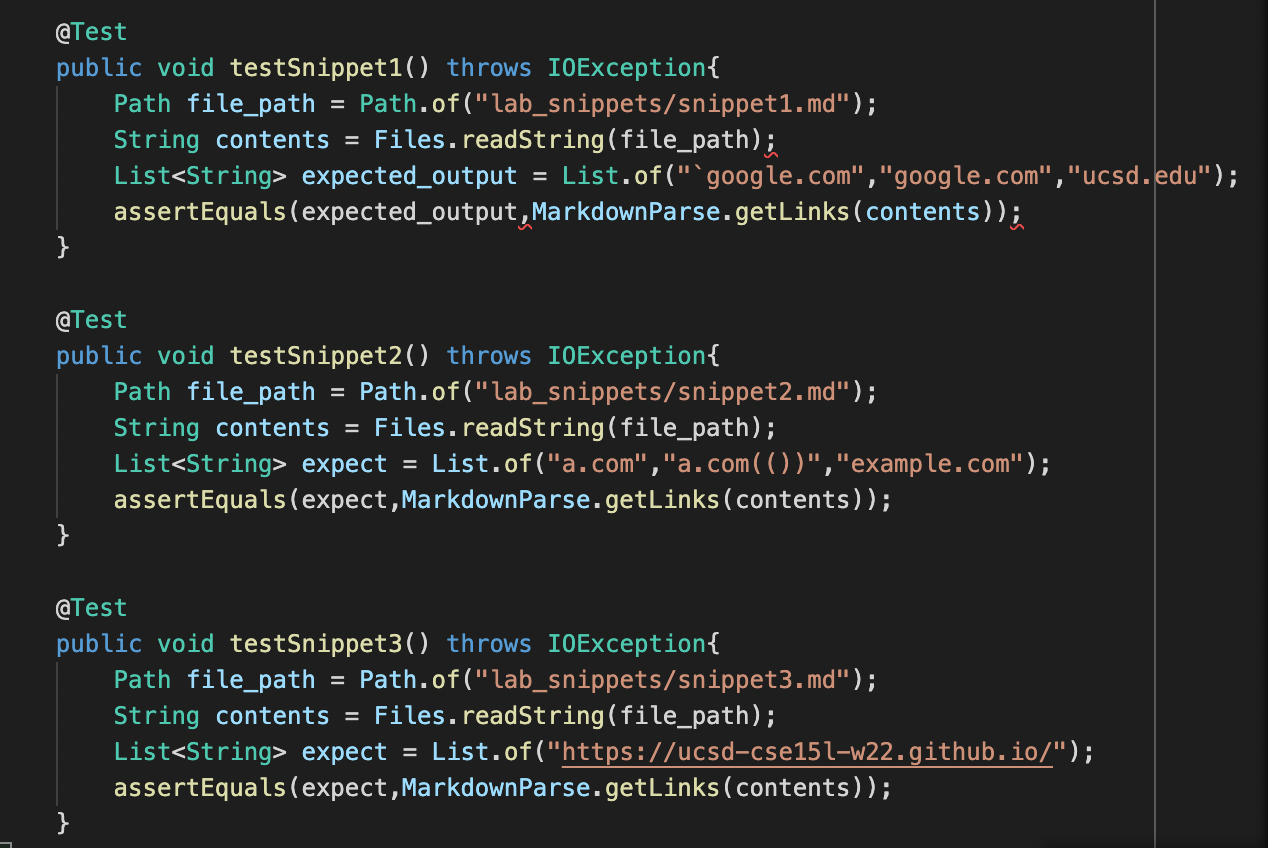 @Test
public void testSnippet1() throws IOException{
    Path file_path = Path.of("lab_snippets/snippet1.md");
    String contents = Files.readString(file_path);
    List<String> expected_output = List.of("`google.com","google.com","ucsd.edu");
    assertEquals(expected_output,MarkdownParse.getLinks(contents));
}

@Test
public void testSnippet2() throws IOException{
    Path file_path = Path.of("lab_snippets/snippet2.md");
    String contents = Files.readString(file_path);
    List<String> expect = List.of("a.com","a.com(())","example.com");
    assertEquals(expect,MarkdownParse.getLinks(contents));
}

@Test
public void testSnippet3() throws IOException{
    Path file_path = Path.of("lab_snippets/snippet3.md");
    String contents = Files.readString(file_path);
    List<String> expect = List.of("https://ucsd-cse15l-w22.github.io/");
    assertEquals(expect,MarkdownParse.getLinks(contents));
}